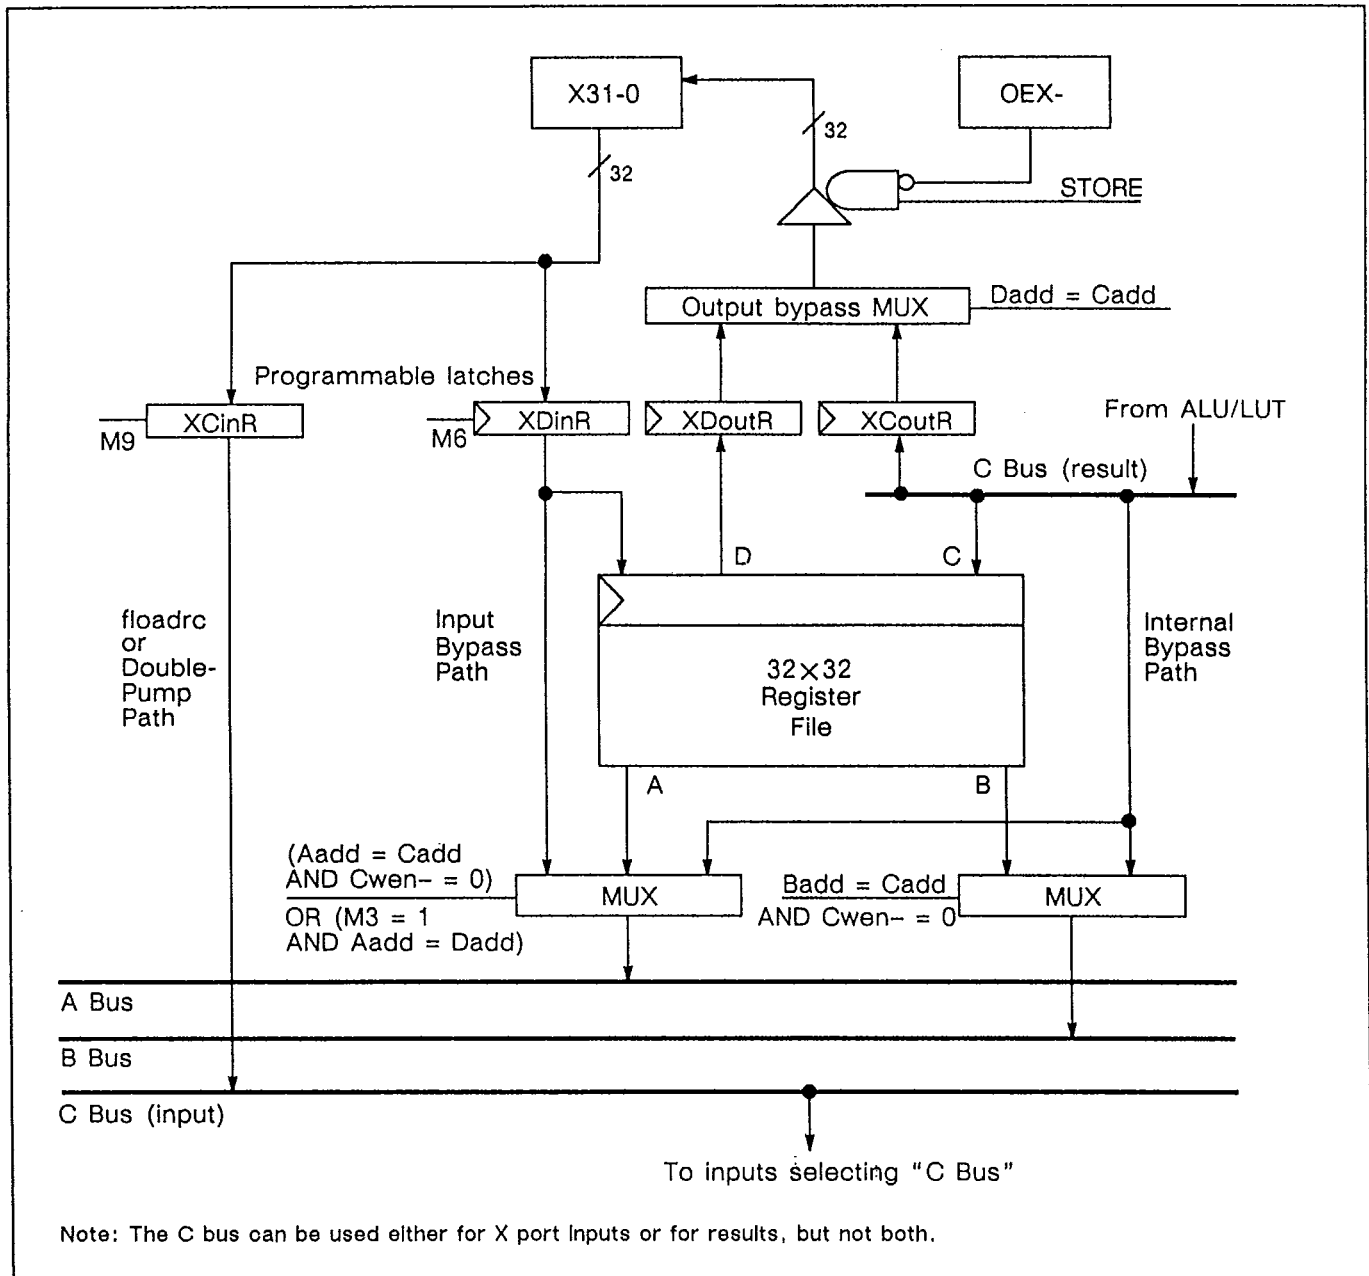 X31-0
OEX-
32
32
STORE
Output bypass MUX
Dadd = Cadd
Programmable latches
XCinR
M9
XDinR
M6
XDoutR
XCoutR
From ALU/LUT
C Bus (result)
D
C
floadrc
or
Double-
Pump
Path
Input
Bypass
Path
32×32
Register
File
Internal
Bypass
Path
A
B
(Aadd = Cadd
AND Cwen- = 0)
OR (M3 = 1
AND Aadd = Dadd)
MUX
Badd = Cadd
AND Cwen- = 0
MUX
A Bus
B Bus
C Bus (input)
To inputs selecting "C Bus"
Note: The C bus can be used either for X port inputs or for results, but not both.